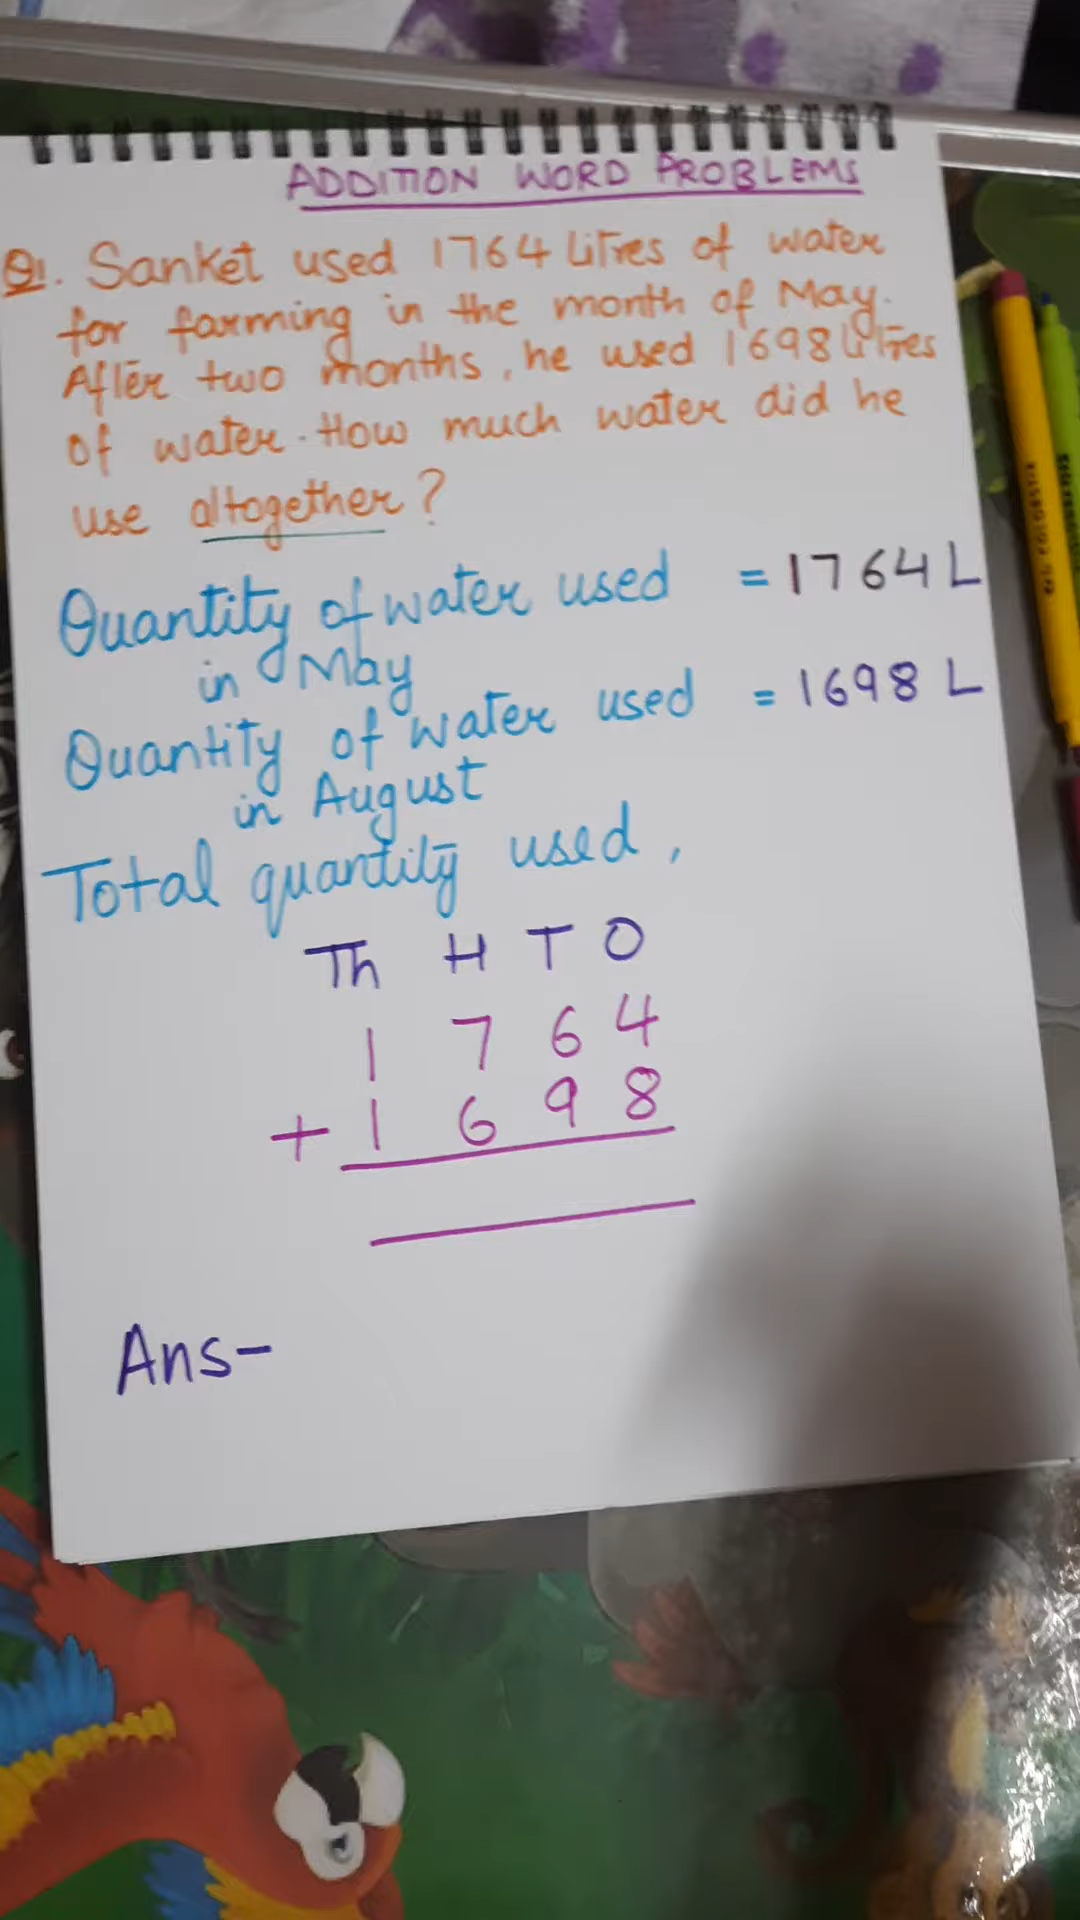 ADDITION WORD PROBLEMS
Q1. Sanket used 1764 Litres of water
for farming in the month of May.
After two months, he used 1698 Litres
of water. How much water did he
use altogether?
Quantity of water used = 1764 L
in May
Quantity of water used = 1698 L
in August
Total quantity used,
Th H T O
1 7 6 4
+ 1 6 9 8
Ans-